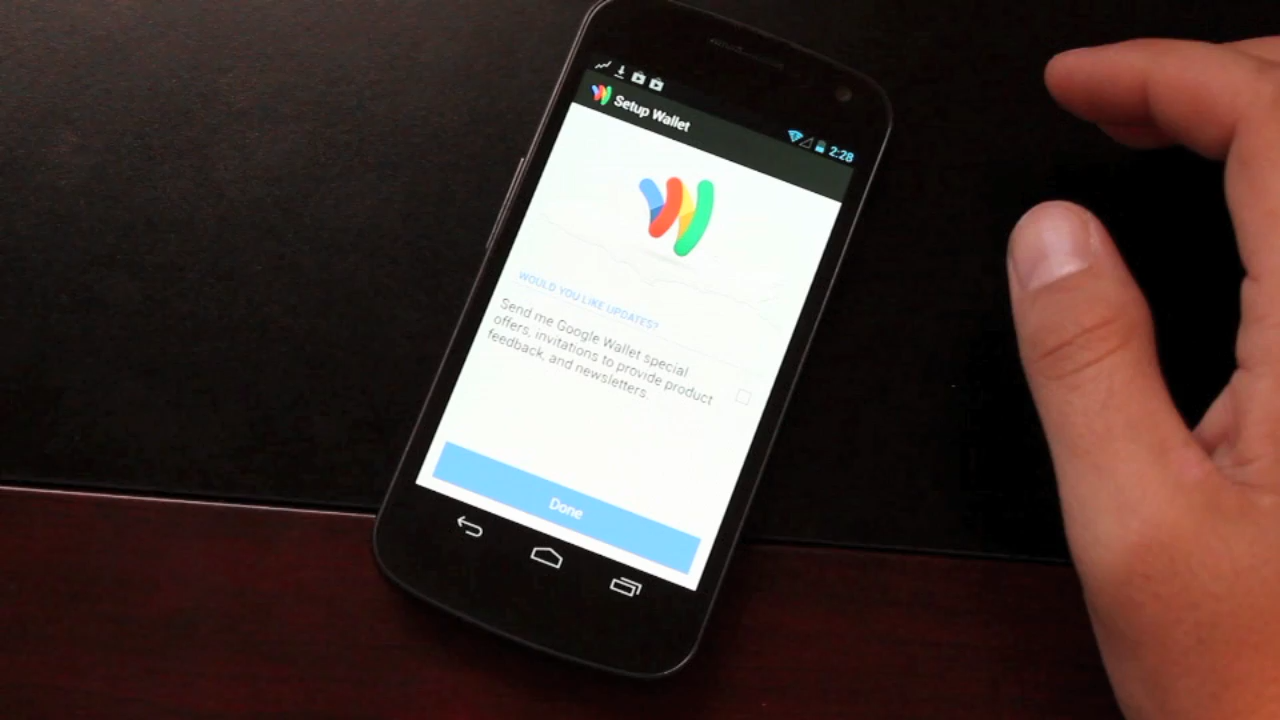 Setup Wallet
2:28
WOULD YOU LIKE UPDATES?
Send me Google Wallet special
offers, invitations to provide product
feedback, and newsletters.
Done